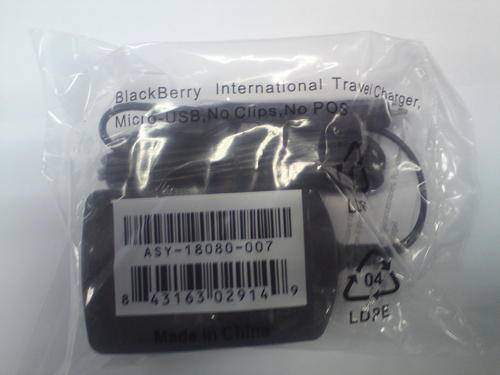 BlackBerry International Travel Charger,
Micro-USB, No Clips, No POS
ASY-18080-007
8 43163 02914 9
04
LDPE
Made in China